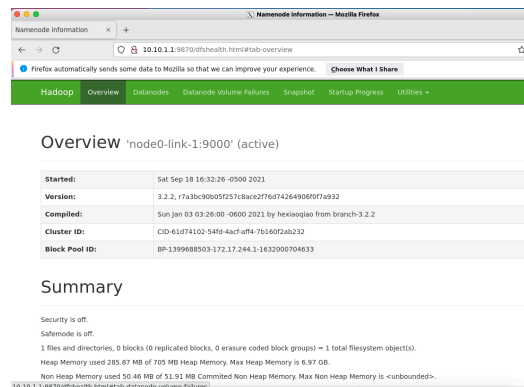 Namenode information — Mozilla Firefox
Namenode information × +
10.10.1.1:9870/dfshealth.html#tab-overview
Firefox automatically sends some data to Mozilla so that we can improve your experience. Choose What I Share
Hadoop Overview Datanodes Datanode Volume Failures Snapshot Startup Progress Utilities
Overview 'node0-link-1:9000' (active)
Started: Sat Sep 18 16:32:26 -0500 2021
Version: 3.2.2, r7a3bc90b05f257c8ace2f76d74264906f0f7a932
Compiled: Sun Jan 03 03:26:00 -0600 2021 by hexiaoqiao from branch-3.2.2
Cluster ID: CID-61d74102-54fd-4acf-aff4-7b160f2ab232
Block Pool ID: BP-1399688503-172.17.244.1-1632000704633
Summary
Security is off.
Safemode is off.
1 files and directories, 0 blocks (0 replicated blocks, 0 erasure coded block groups) = 1 total filesystem object(s).
Heap Memory used 285.87 MB of 705 MB Heap Memory. Max Heap Memory is 6.97 GB.
Non Heap Memory used 50.46 MB of 51.91 MB Commited Non Heap Memory. Max Non Heap Memory is <unbounded>.
10.10.1.1:9870/dfshealth.html#tab-datanode-volume-failures